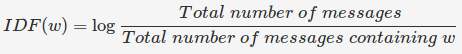 IDF(w) = log Total number of messages / Total number of messages containing w